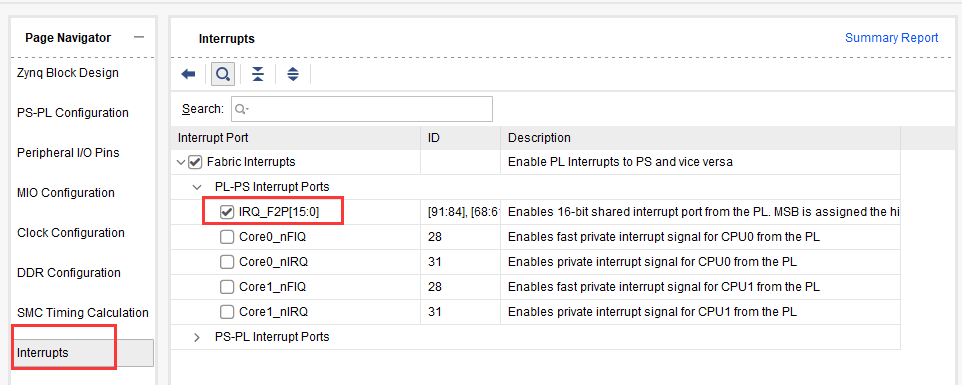 Page Navigator
Zynq Block Design
PS-PL Configuration
Peripheral I/O Pins
MIO Configuration
Clock Configuration
DDR Configuration
SMC Timing Calculation
Interrupts
Interrupts Summary Report
Search:
Interrupt Port ID Description
Fabric Interrupts Enable PL Interrupts to PS and vice versa
PL-PS Interrupt Ports
IRQ_F2P[15:0] [91:84], [68:61 Enables 16-bit shared interrupt port from the PL. MSB is assigned the hi
Core0_nFIQ 28 Enables fast private interrupt signal for CPU0 from the PL
Core0_nIRQ 31 Enables private interrupt signal for CPU0 from the PL
Core1_nFIQ 28 Enables fast private interrupt signal for CPU1 from the PL
Core1_nIRQ 31 Enables private interrupt signal for CPU1 from the PL
PS-PL Interrupt Ports